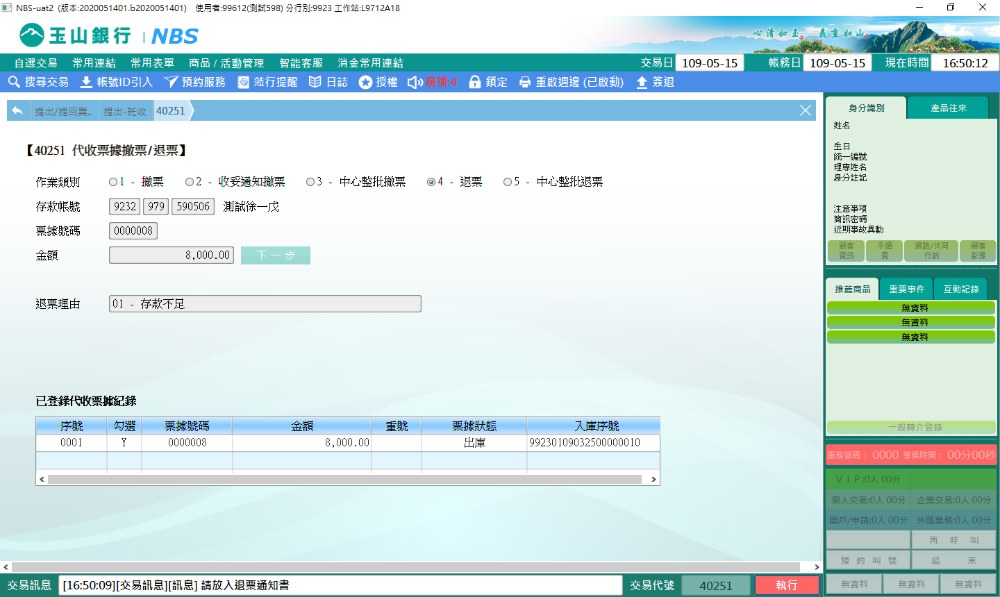 NBS-uat2 (版本:2020051401.b2020051401) 使用者:99612(測試598) 分行別:9923 工作站:L9712A18
玉山銀行 | NBS
心清如玉。 義重如山。
自選交易 常用連結 常用表單 商品 / 活動管理 智能客服 消金常用連結 交易日 109-05-15 帳務日 109-05-15 現在時間 16:50:12
搜尋交易 帳號ID引入 預約服務 蒞行提醒 日誌 授權 廣播:4 鎖定 重啟週邊 (已啟動) 簽退
提出/提回票.. 提出-託收 40251
【40251 代收票據撤票/退票】
作業類別 1 - 撤票 2 - 收妥通知撤票 3 - 中心整批撤票 4 - 退票 5 - 中心整批退票
存款帳號 9232 979 590506 測試徐一戊
票據號碼 0000008
金額 8,000.00 下一步
退票理由 01 - 存款不足
已登錄代收票據紀錄
序號 勾選 票據號碼 金額 重號 票據狀態 入庫序號
0001 Y 0000008 8,000.00 出庫 99230109032500000010
身分識別 產品往來
姓名
生日
統一編號
理專姓名
身分註記
注意事項
簡訊密碼
近期事故異動
顧客資訊 手續費 通路/共同行銷 顧客影像
推薦商品 重要事件 互動記錄
無資料
無資料
無資料
一般轉介登錄
服務號碼： 0000 等候時間： 00分00秒
ＶＩＰ:0人 00分
個人交易:0人 00分 企業交易:0人 00分
開戶/申請:0人 00分 外匯業務:0人 00分
再 呼 叫
預 約 叫 號 結 束
無資料 無資料 無資料
交易訊息 [16:50:09][交易訊息][訊息] 請放入退票通知書 交易代號 40251 執行